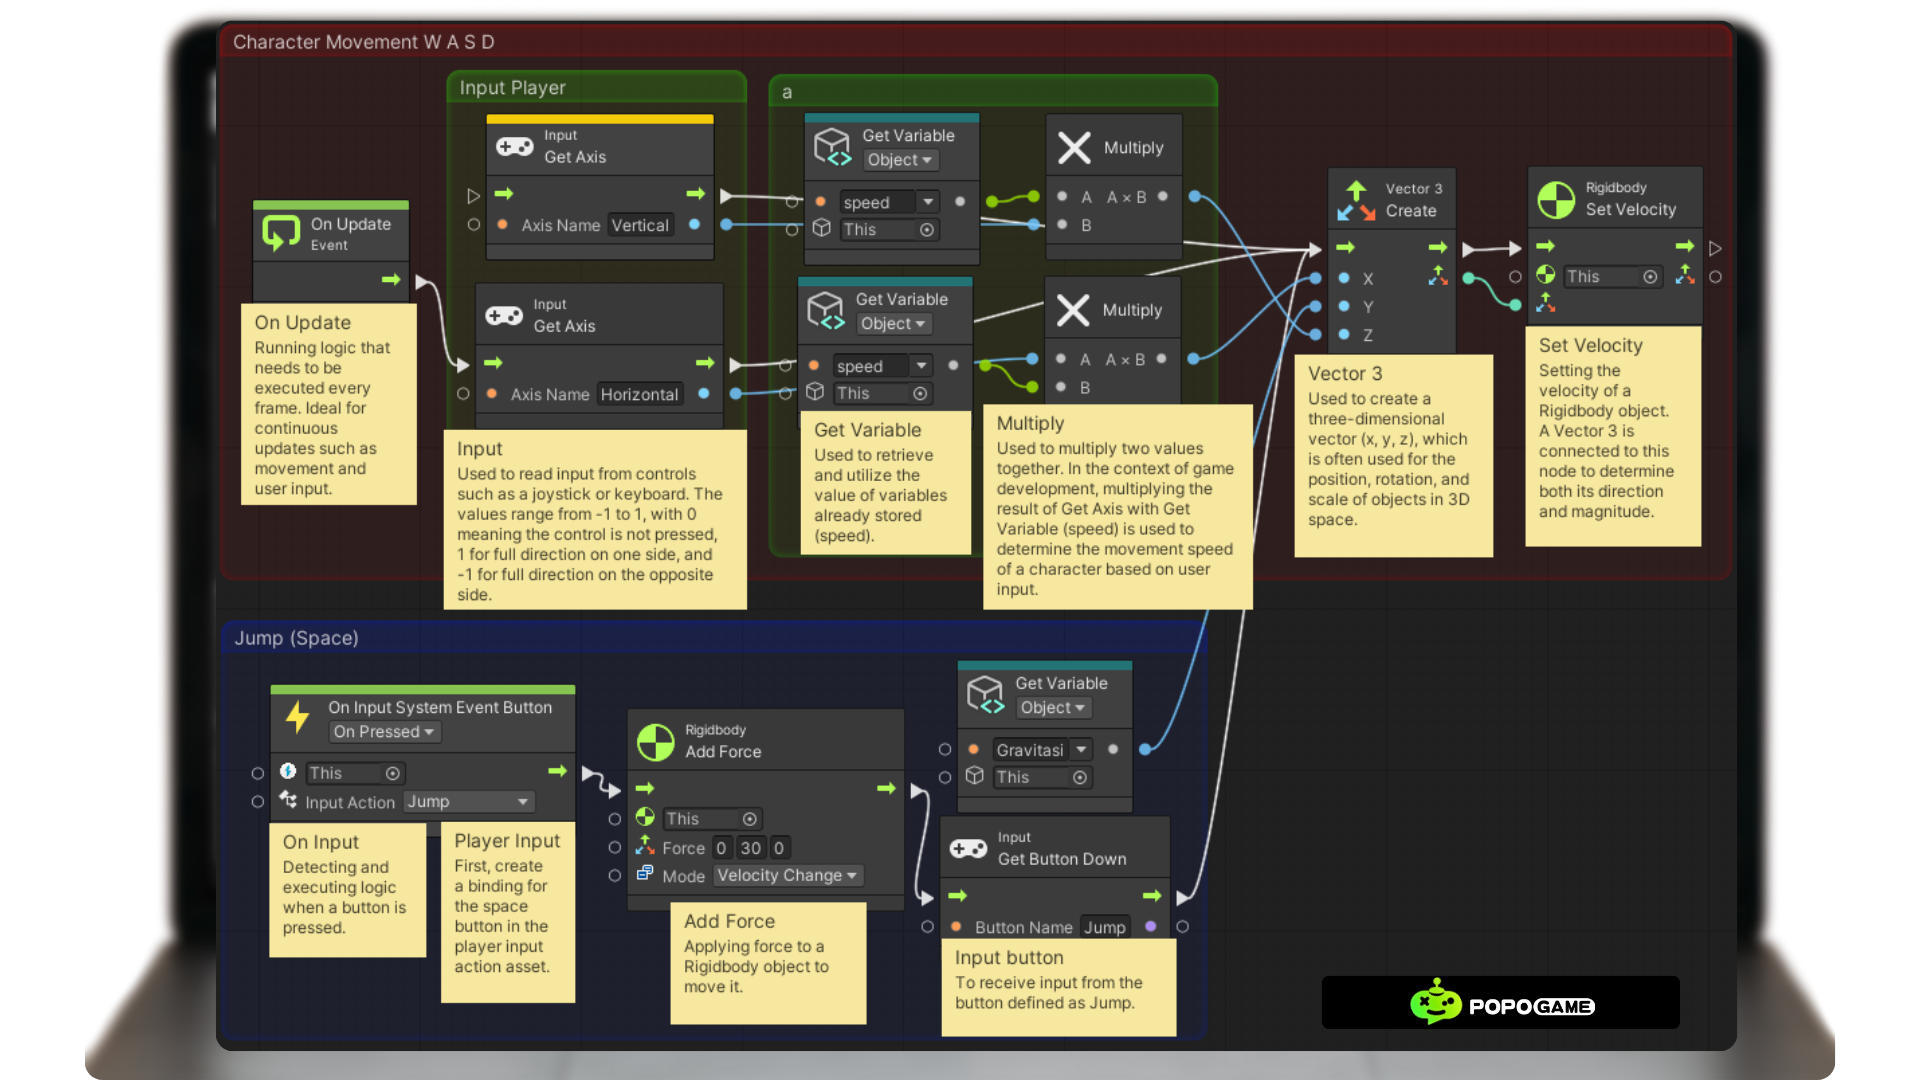 Character Movement W A S D
Input Player
a
Input
Get Axis
Axis Name Vertical
Get Variable
Object
speed
This
Multiply
A A × B
B
On Update
Event
Vector 3
Create
X
Y
Z
Rigidbody
Set Velocity
This
Input
Get Axis
Axis Name Horizontal
Get Variable
Object
speed
This
Multiply
A A × B
B
On Update
Running logic that
needs to be
executed every
frame. Ideal for
continuous
updates such as
movement and
user input.
Input
Used to read input from controls
such as a joystick or keyboard. The
values range from -1 to 1, with 0
meaning the control is not pressed,
1 for full direction on one side, and
-1 for full direction on the opposite
side.
Get Variable
Used to retrieve
and utilize the
value of variables
already stored
(speed).
Multiply
Used to multiply two values
together. In the context of game
development, multiplying the
result of Get Axis with Get
Variable (speed) is used to
determine the movement speed
of a character based on user
input.
Vector 3
Used to create a
three-dimensional
vector (x, y, z), which
is often used for the
position, rotation, and
scale of objects in 3D
space.
Set Velocity
Setting the
velocity of a
Rigidbody object.
A Vector 3 is
connected to this
node to determine
both its direction
and magnitude.
Jump (Space)
On Input System Event Button
On Pressed
This
Input Action Jump
On Input
Detecting and
executing logic
when a button is
pressed.
Player Input
First, create
a binding for
the space
button in the
player input
action asset.
Rigidbody
Add Force
This
Force 0 30 0
Mode Velocity Change
Add Force
Applying force to a
Rigidbody object to
move it.
Get Variable
Object
Gravitasi
This
Input
Get Button Down
Button Name Jump
Input button
To receive input from the
button defined as Jump.
POPOGAME